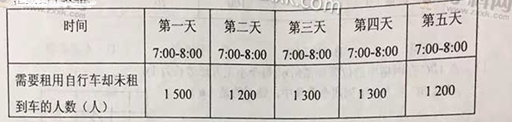 时间 第一天 第二天 第三天 第四天 第五天
7:00-8:00 7:00-8:00 7:00-8:00 7:00-8:00 7:00-8:00
需要租用自行车却未租 1 500 1 200 1 300 1 300 1 200
到车的人数（人）